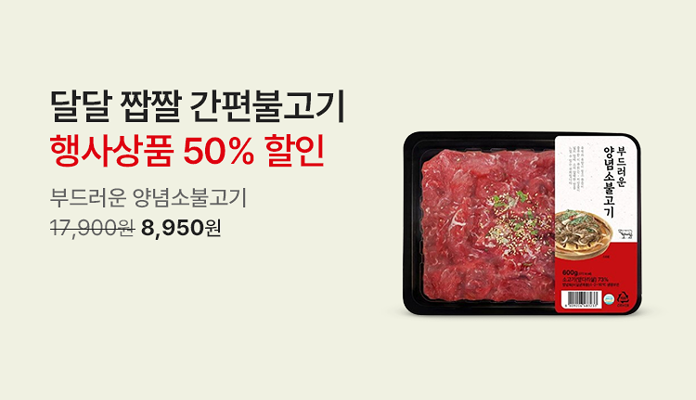 달달 짭짤 간편불고기
행사상품 50% 할인
부드러운 양념소불고기
17,900원 8,950원
부드러운
양념소불고기
600g